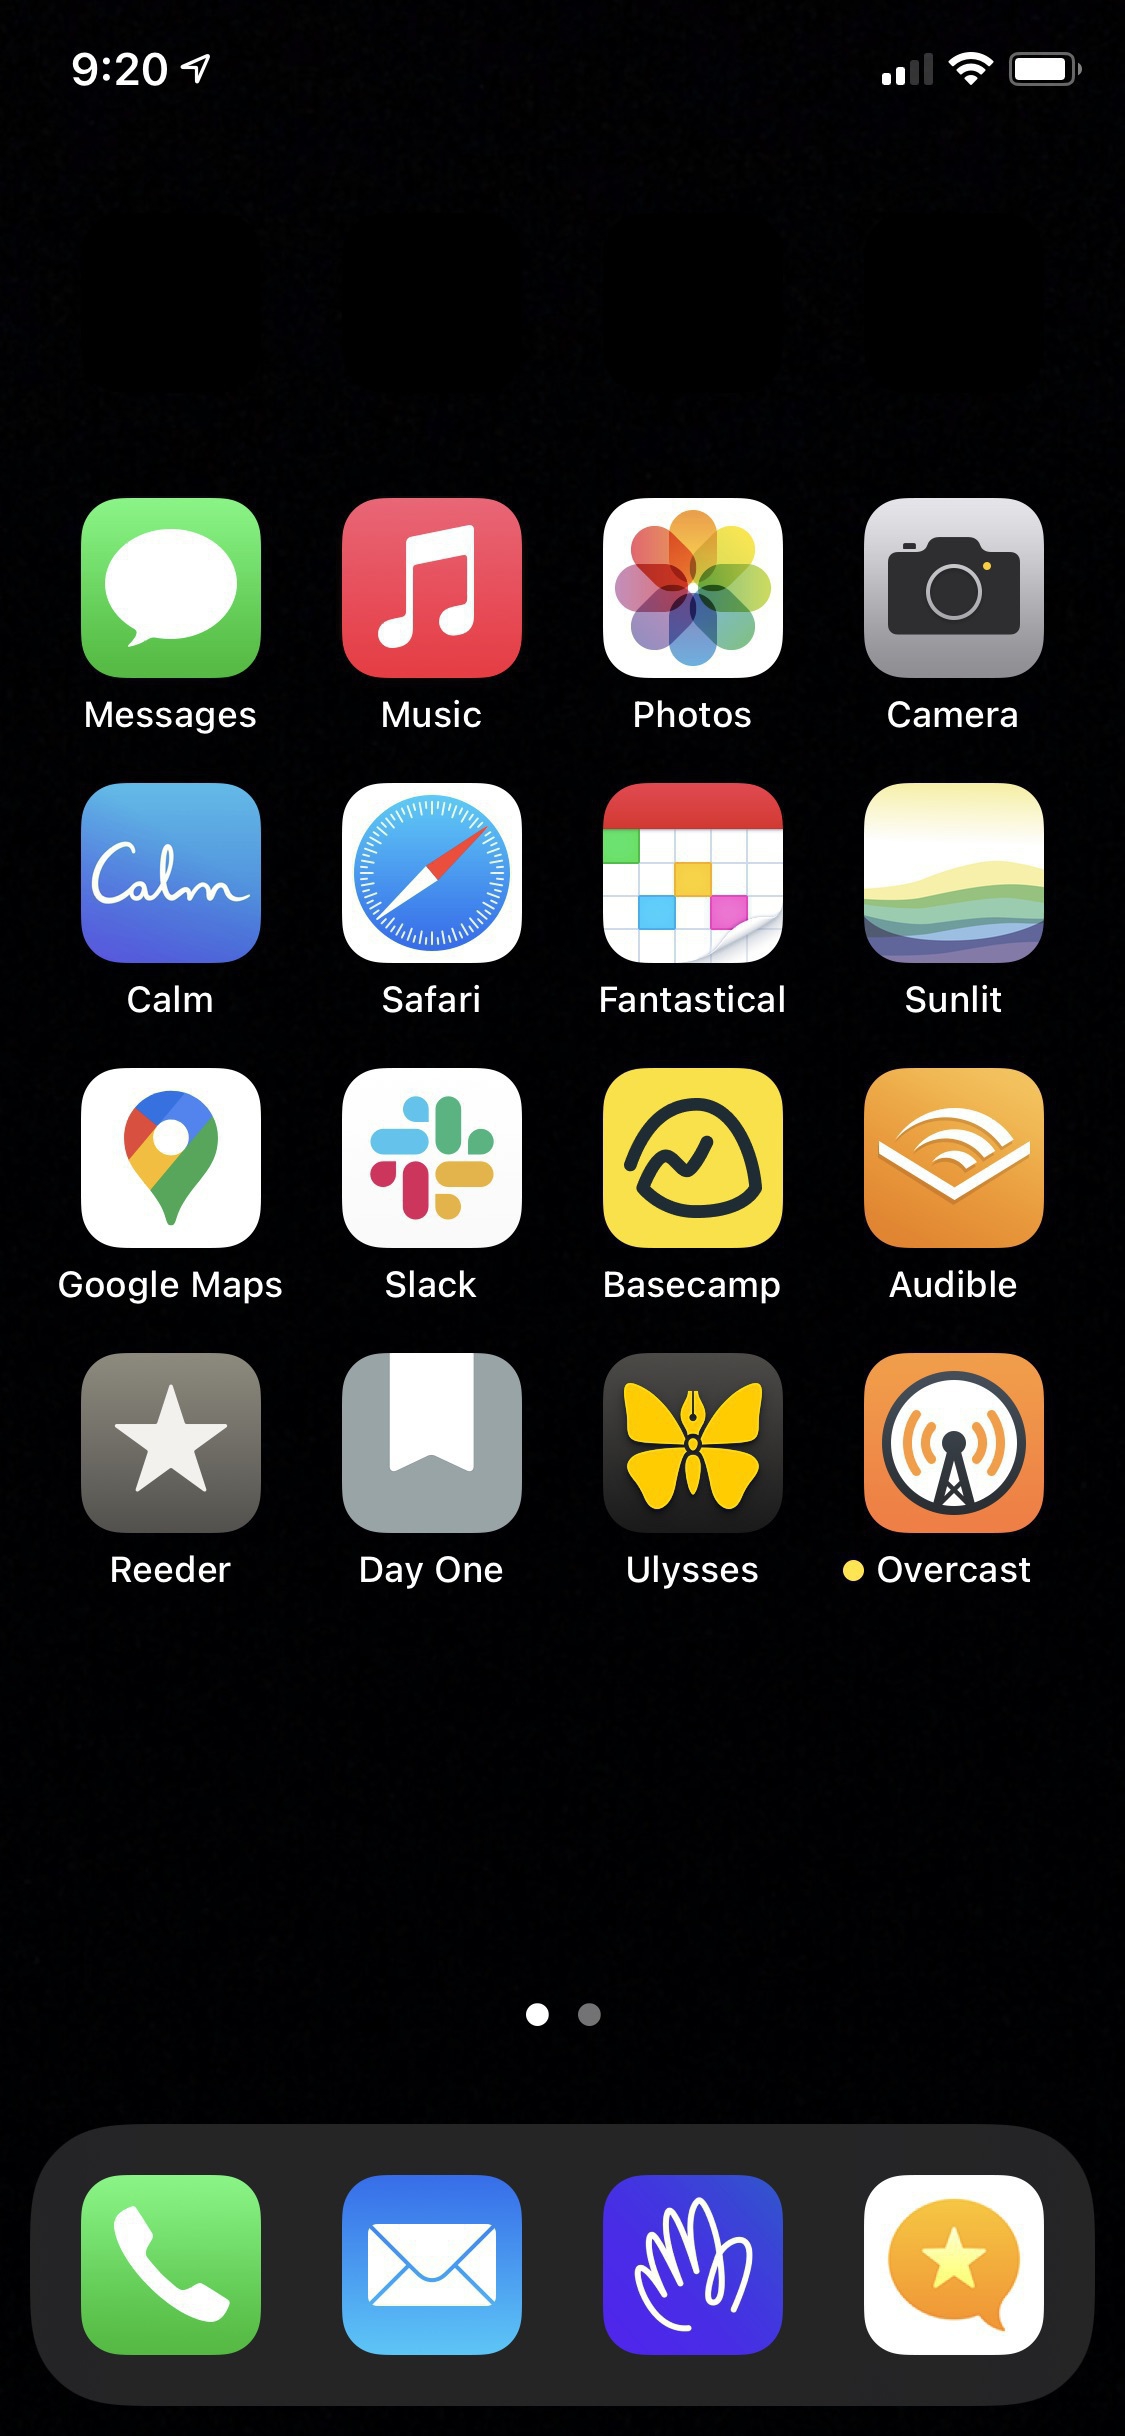 9:20
Messages
Music
Photos
Camera
Calm
Calm
Safari
Fantastical
Sunlit
Google Maps
Slack
Basecamp
Audible
Reeder
Day One
Ulysses
Overcast